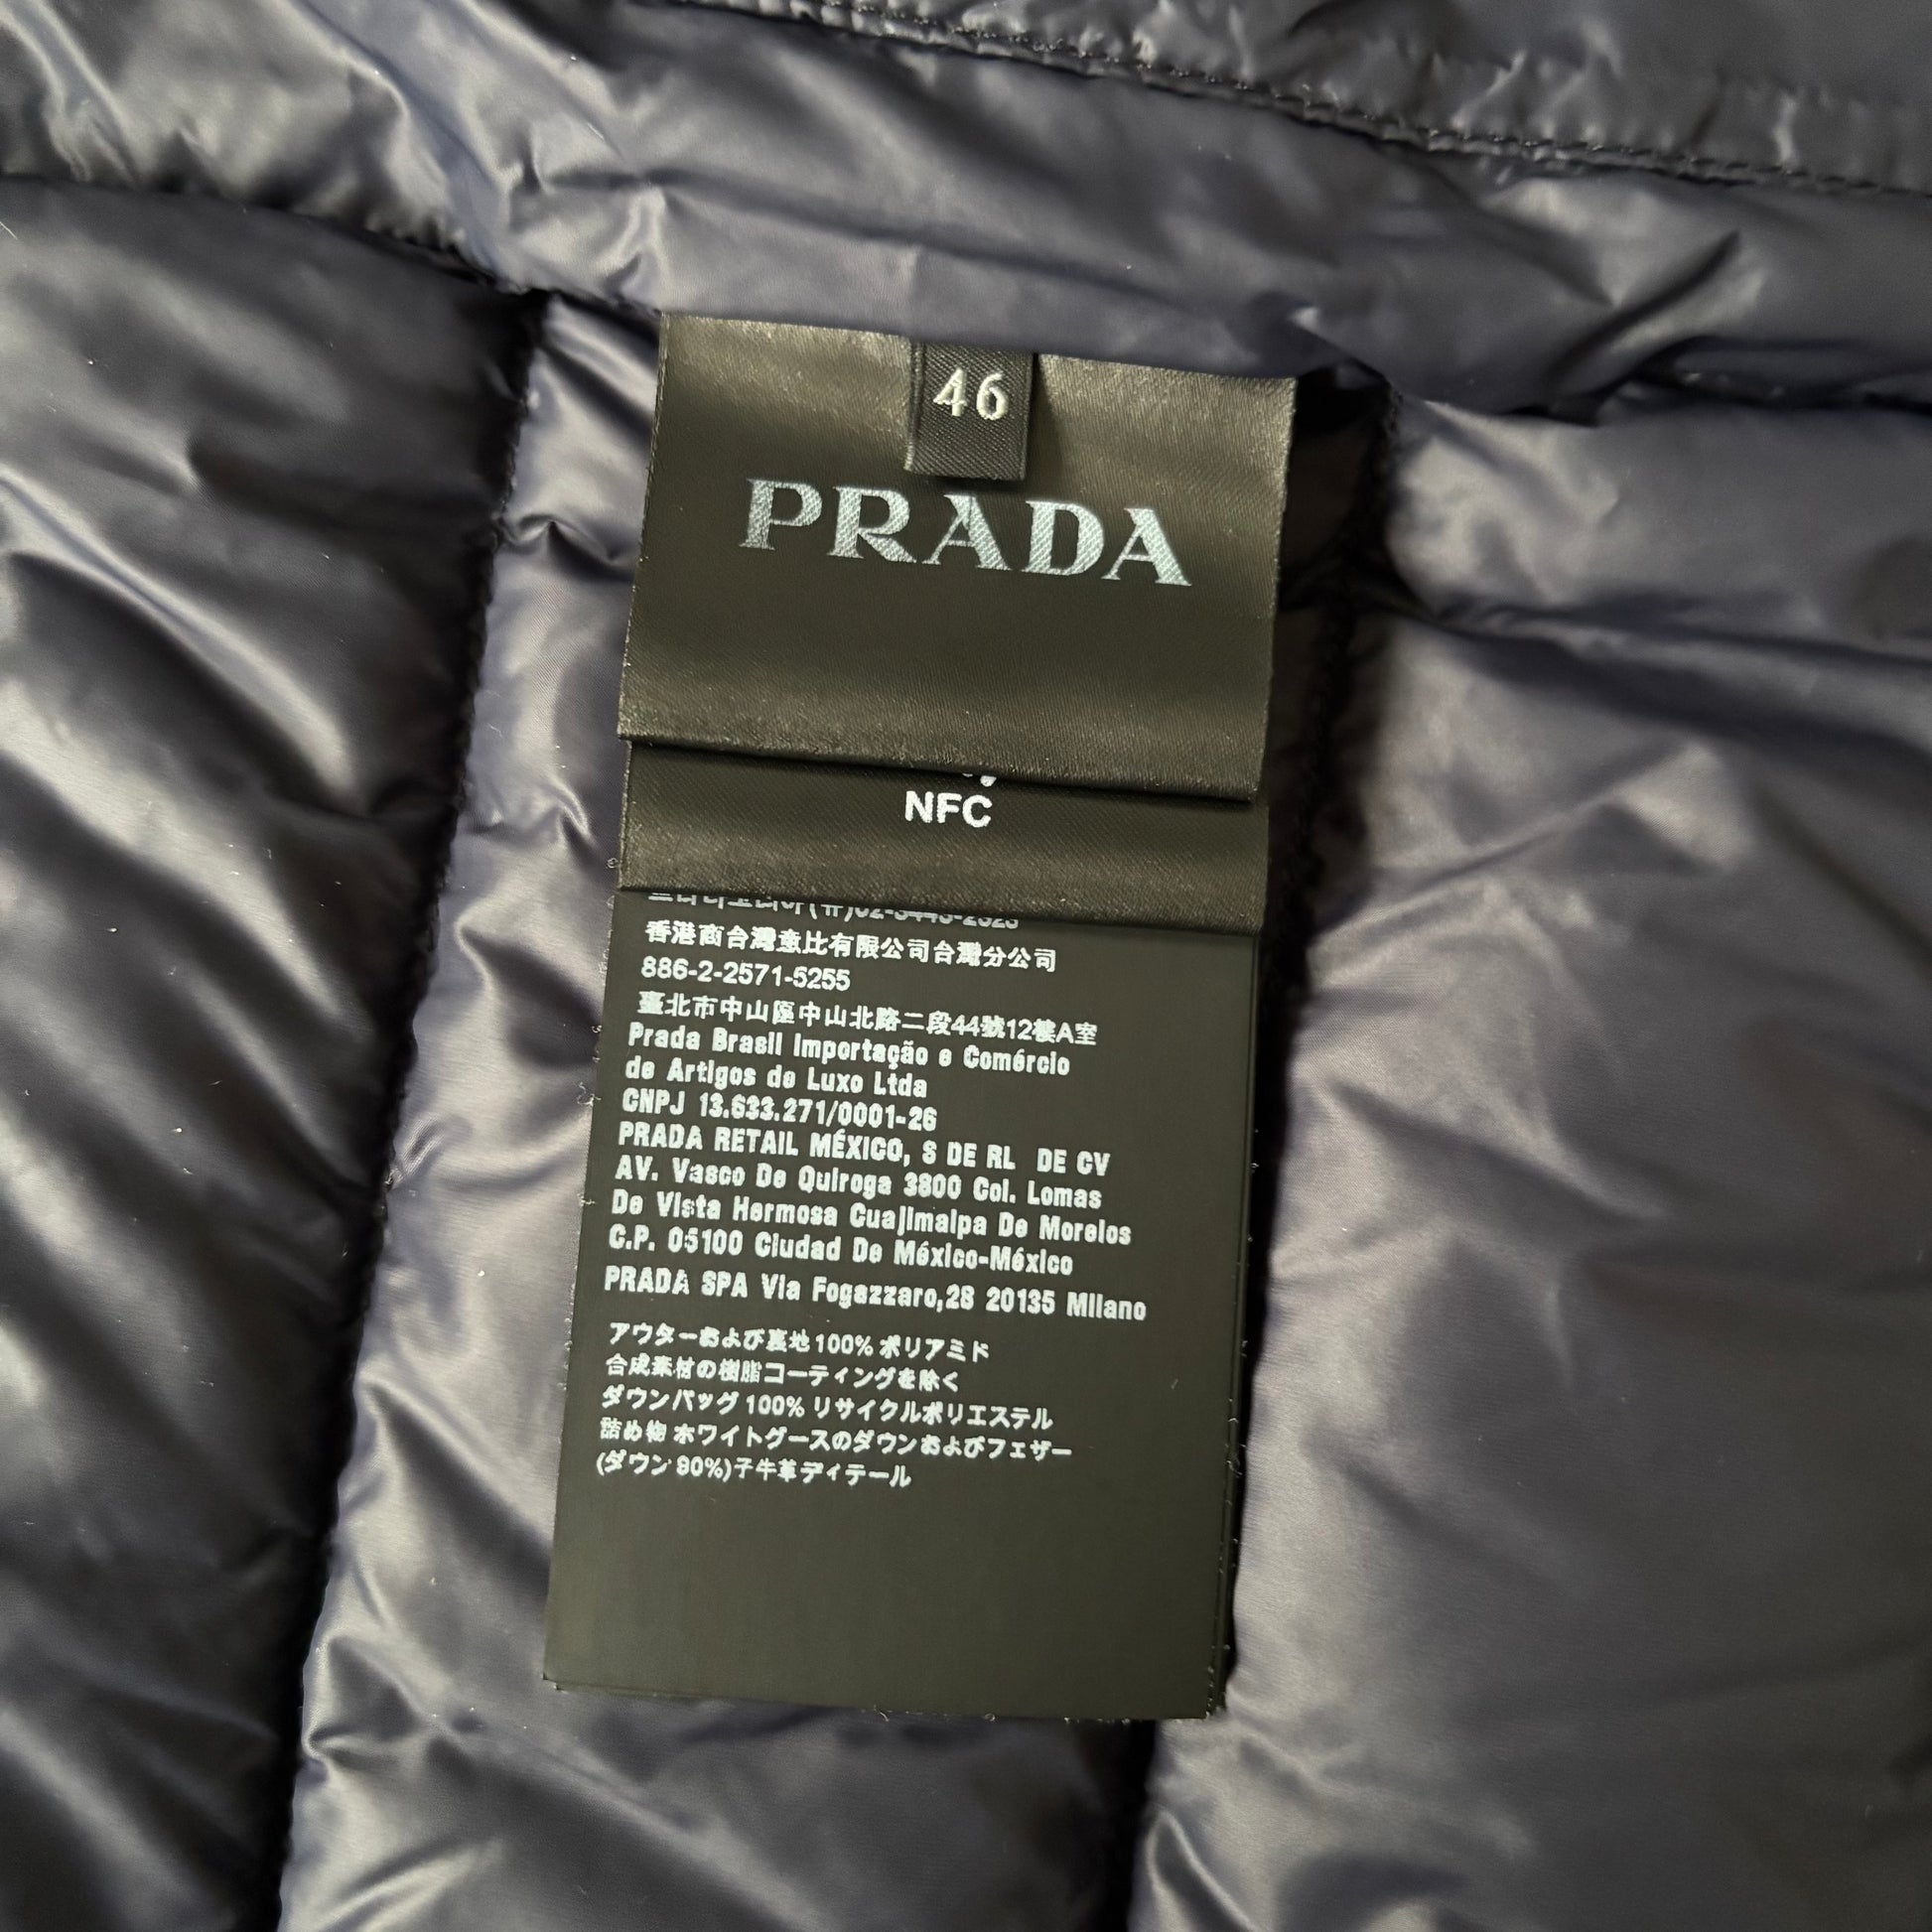 46
PRADA
NFC
香港商台灣普比有限公司台灣分公司
886-2-2571-5255
臺北市中山區中山北路二段44號12樓A室
Prada Brasil Importação e Comércio
de Artigos de Luxo Ltda
CNPJ 13.633.271/0001-26
PRADA RETAIL MÉXICO, S DE RL DE CV
AV. Vasco De Quiroga 3800 Col. Lomas
De Vista Hermosa Cuajimalpa De Morelos
C.P. 05100 Ciudad De México-México
PRADA SPA Via Fogazzaro,28 20135 Milano
アウターおよび裏地100% ポリアミド
合成素材の樹脂コーティングを除く
ダウンバッグ 100% リサイクルポリエステル
詰め物 ホワイトグースのダウンおよびフェザー
(ダウン 90%)子牛革ディテール